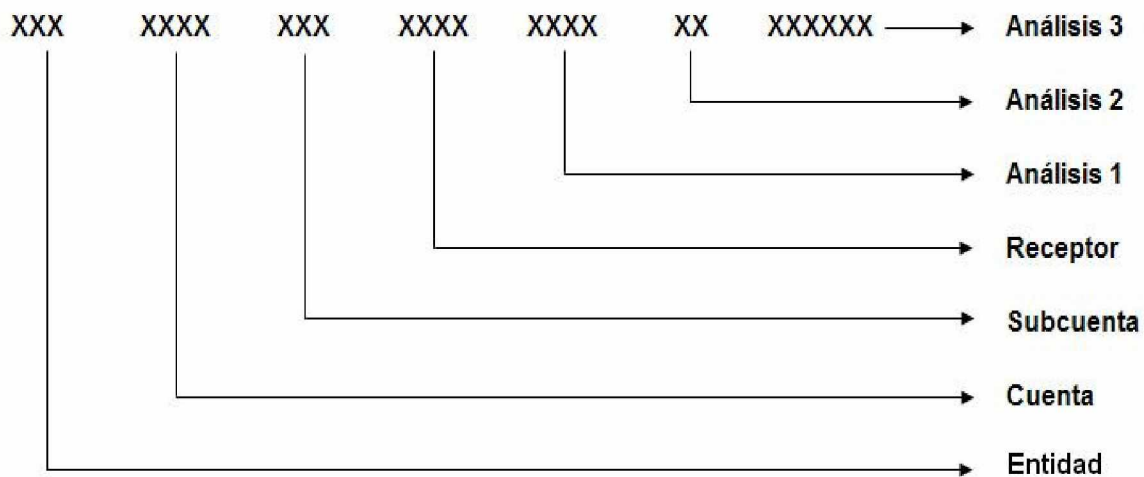 XXX XXXX XXX XXXX XXXX XX XXXXXX Análisis 3
Análisis 2
Análisis 1
Receptor
Subcuenta
Cuenta
Entidad